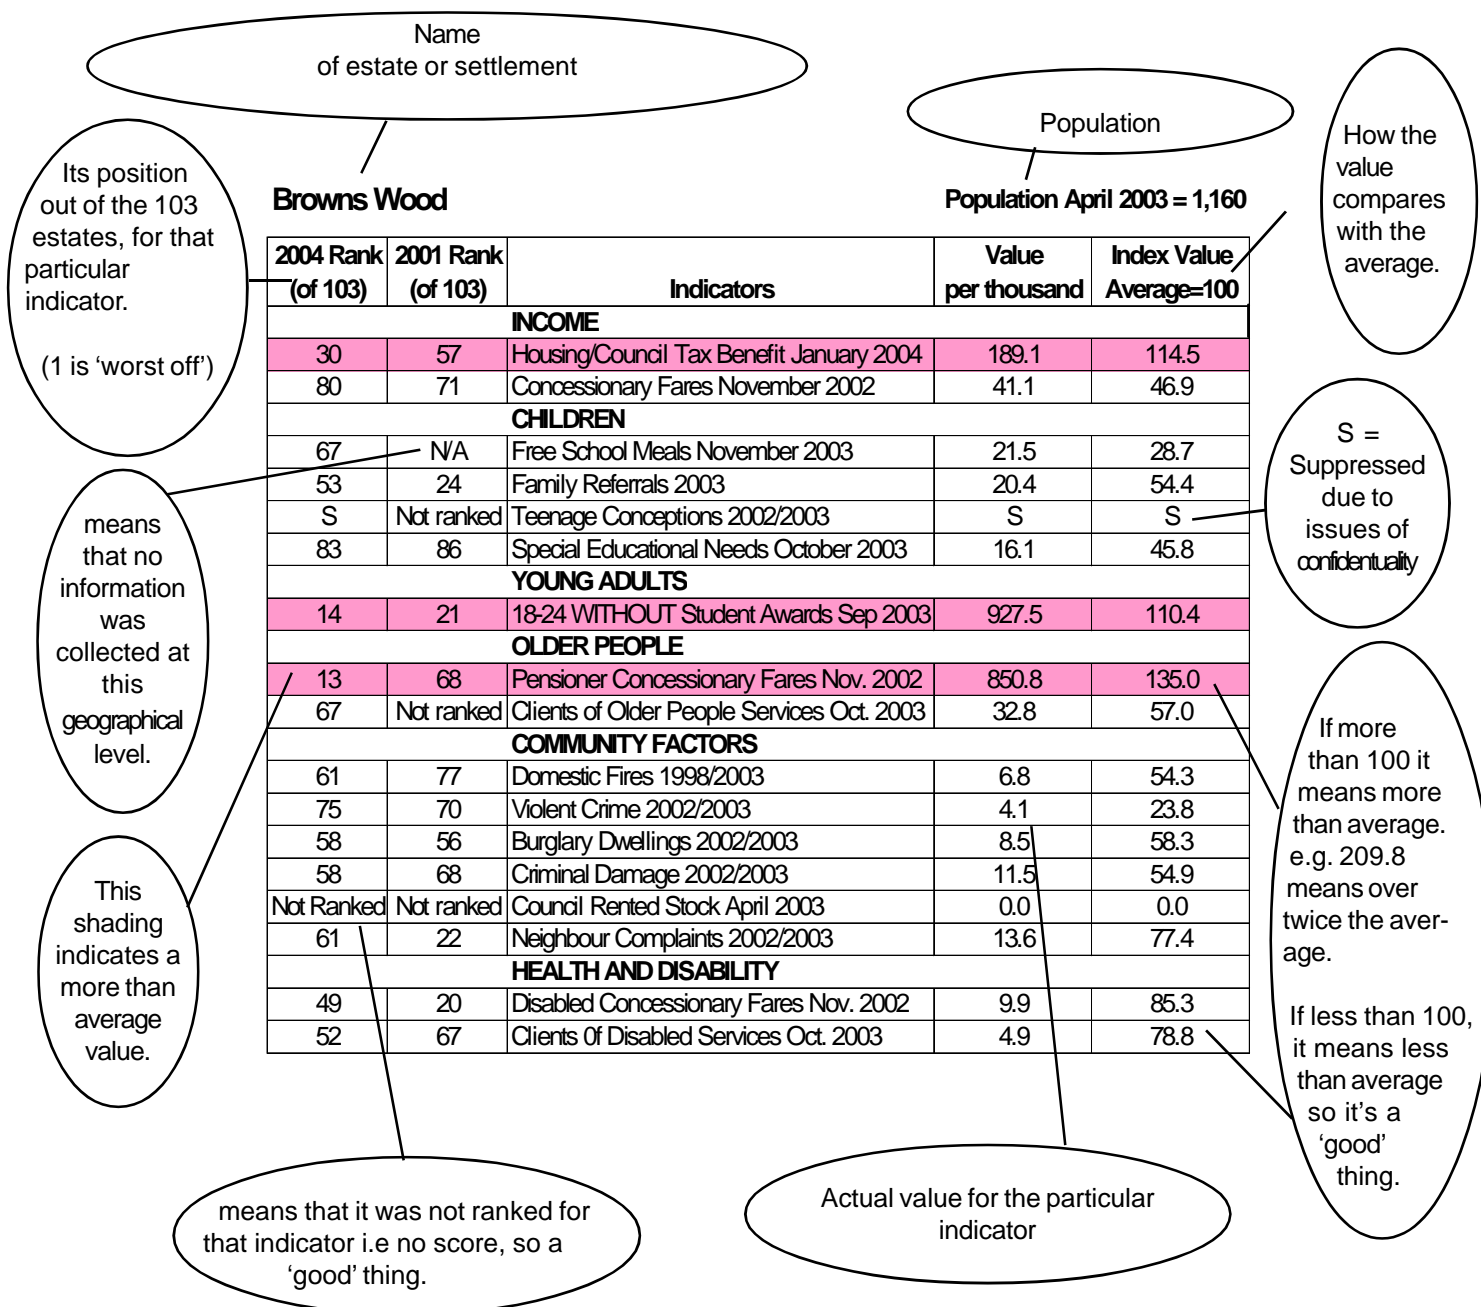 Name
of estate or settlement
Population
How the
value
compares
with the
average.
Its position
out of the 103
estates, for that
particular
indicator.
(1 is ‘worst off’)
Browns Wood
Population April 2003 = 1,160
2004 Rank (of 103) 2001 Rank (of 103) Indicators Value per thousand Index Value Average=100
INCOME
30 57 Housing/Council Tax Benefit January 2004 189.1 114.5
80 71 Concessionary Fares November 2002 41.1 46.9
CHILDREN
67 N/A Free School Meals November 2003 21.5 28.7
53 24 Family Referrals 2003 20.4 54.4
S Not ranked Teenage Conceptions 2002/2003 S S
83 86 Special Educational Needs October 2003 16.1 45.8
YOUNG ADULTS
14 21 18-24 WITHOUT Student Awards Sep 2003 927.5 110.4
OLDER PEOPLE
13 68 Pensioner Concessionary Fares Nov. 2002 850.8 135.0
67 Not ranked Clients of Older People Services Oct. 2003 32.8 57.0
COMMUNITY FACTORS
61 77 Domestic Fires 1998/2003 6.8 54.3
75 70 Violent Crime 2002/2003 4.1 23.8
58 56 Burglary Dwellings 2002/2003 8.5 58.3
58 68 Criminal Damage 2002/2003 11.5 54.9
Not Ranked Not ranked Council Rented Stock April 2003 0.0 0.0
61 22 Neighbour Complaints 2002/2003 13.6 77.4
HEALTH AND DISABILITY
49 20 Disabled Concessionary Fares Nov. 2002 9.9 85.3
52 67 Clients 0f Disabled Services Oct. 2003 4.9 78.8
S =
Suppressed
due to
issues of
confidentuality
means
that no
information
was
collected at
this
geographical
level.
If more
than 100 it
means more
than average.
e.g. 209.8
means over
twice the aver-
age.
If less than 100,
it means less
than average
so it’s a
‘good’
thing.
This
shading
indicates a
more than
average
value.
means that it was not ranked for
that indicator i.e no score, so a
‘good’ thing.
Actual value for the particular
indicator